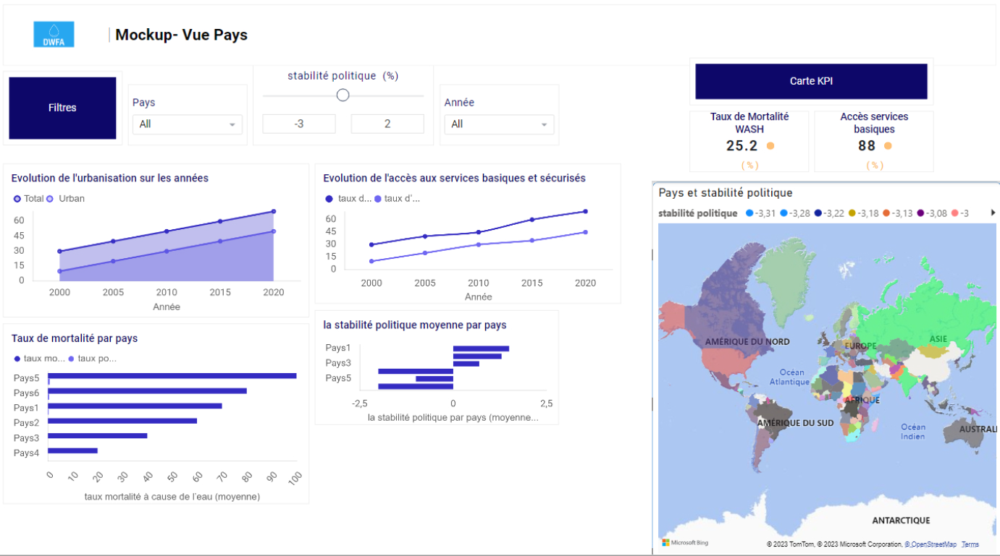 DWFA
Mockup- Vue Pays
Filtres
Pays
All
stabilité politique (%)
-3
2
Année
All
Carte KPI
Taux de Mortalité
WASH
25.2
(%)
Accès services
basiques
88
(%)
Evolution de l'urbanisation sur les années
Total
Urban
60
45
30
15
0
2000
2005
2010
2015
2020
Année
Evolution de l'accès aux services basiques et sécurisés
taux d...
taux d'...
60
45
30
15
0
2000
2005
2010
2015
2020
Année
Taux de mortalité par pays
taux mo...
taux po...
Pays5
Pays6
Pays1
Pays2
Pays3
Pays4
0
10
20
30
40
50
60
70
80
90
100
taux mortalité à cause de l'eau (moyenne)
la stabilité politique moyenne par pays
Pays1
Pays3
Pays5
-2,5
0
2,5
la stabilité politique par pays (moyenne...
Pays et stabilité politique
stabilité politique
-3,31
-3,28
-3,22
-3,18
-3,13
-3,08
-3
AMÉRIQUE DU NORD
EUROPE
ASIE
Océan
Atlantique
AFRIQUE
AMÉRIQUE DU SUD
Océan
Indien
AUSTRALI
ANTARCTIQUE
Microsoft Bing
© 2023 TomTom, © 2023 Microsoft Corporation, © OpenStreetMap Terms